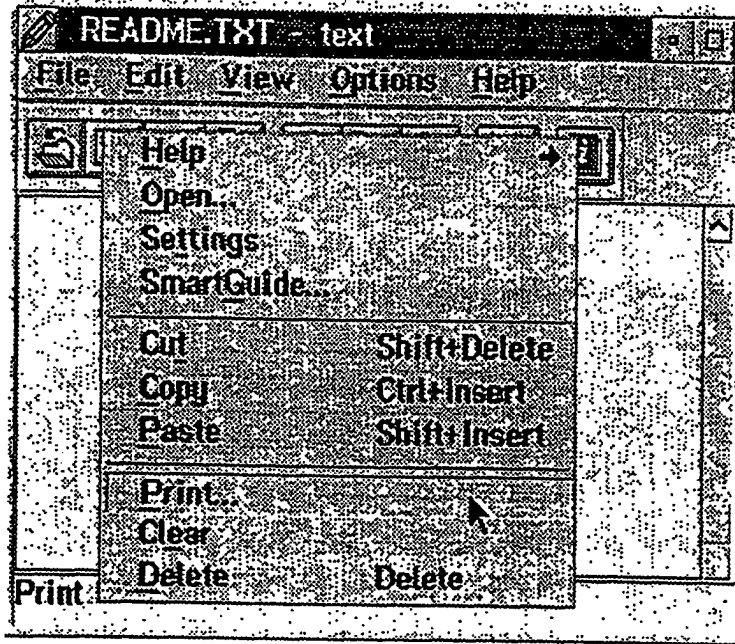 README.TXT - text
File Edit View Options Help
Help
Open...
Settings
SmartGuide...
Cut Shift+Delete
Copy Ctrl+Insert
Paste Shift+Insert
Print...
Clear
Delete Delete
Print